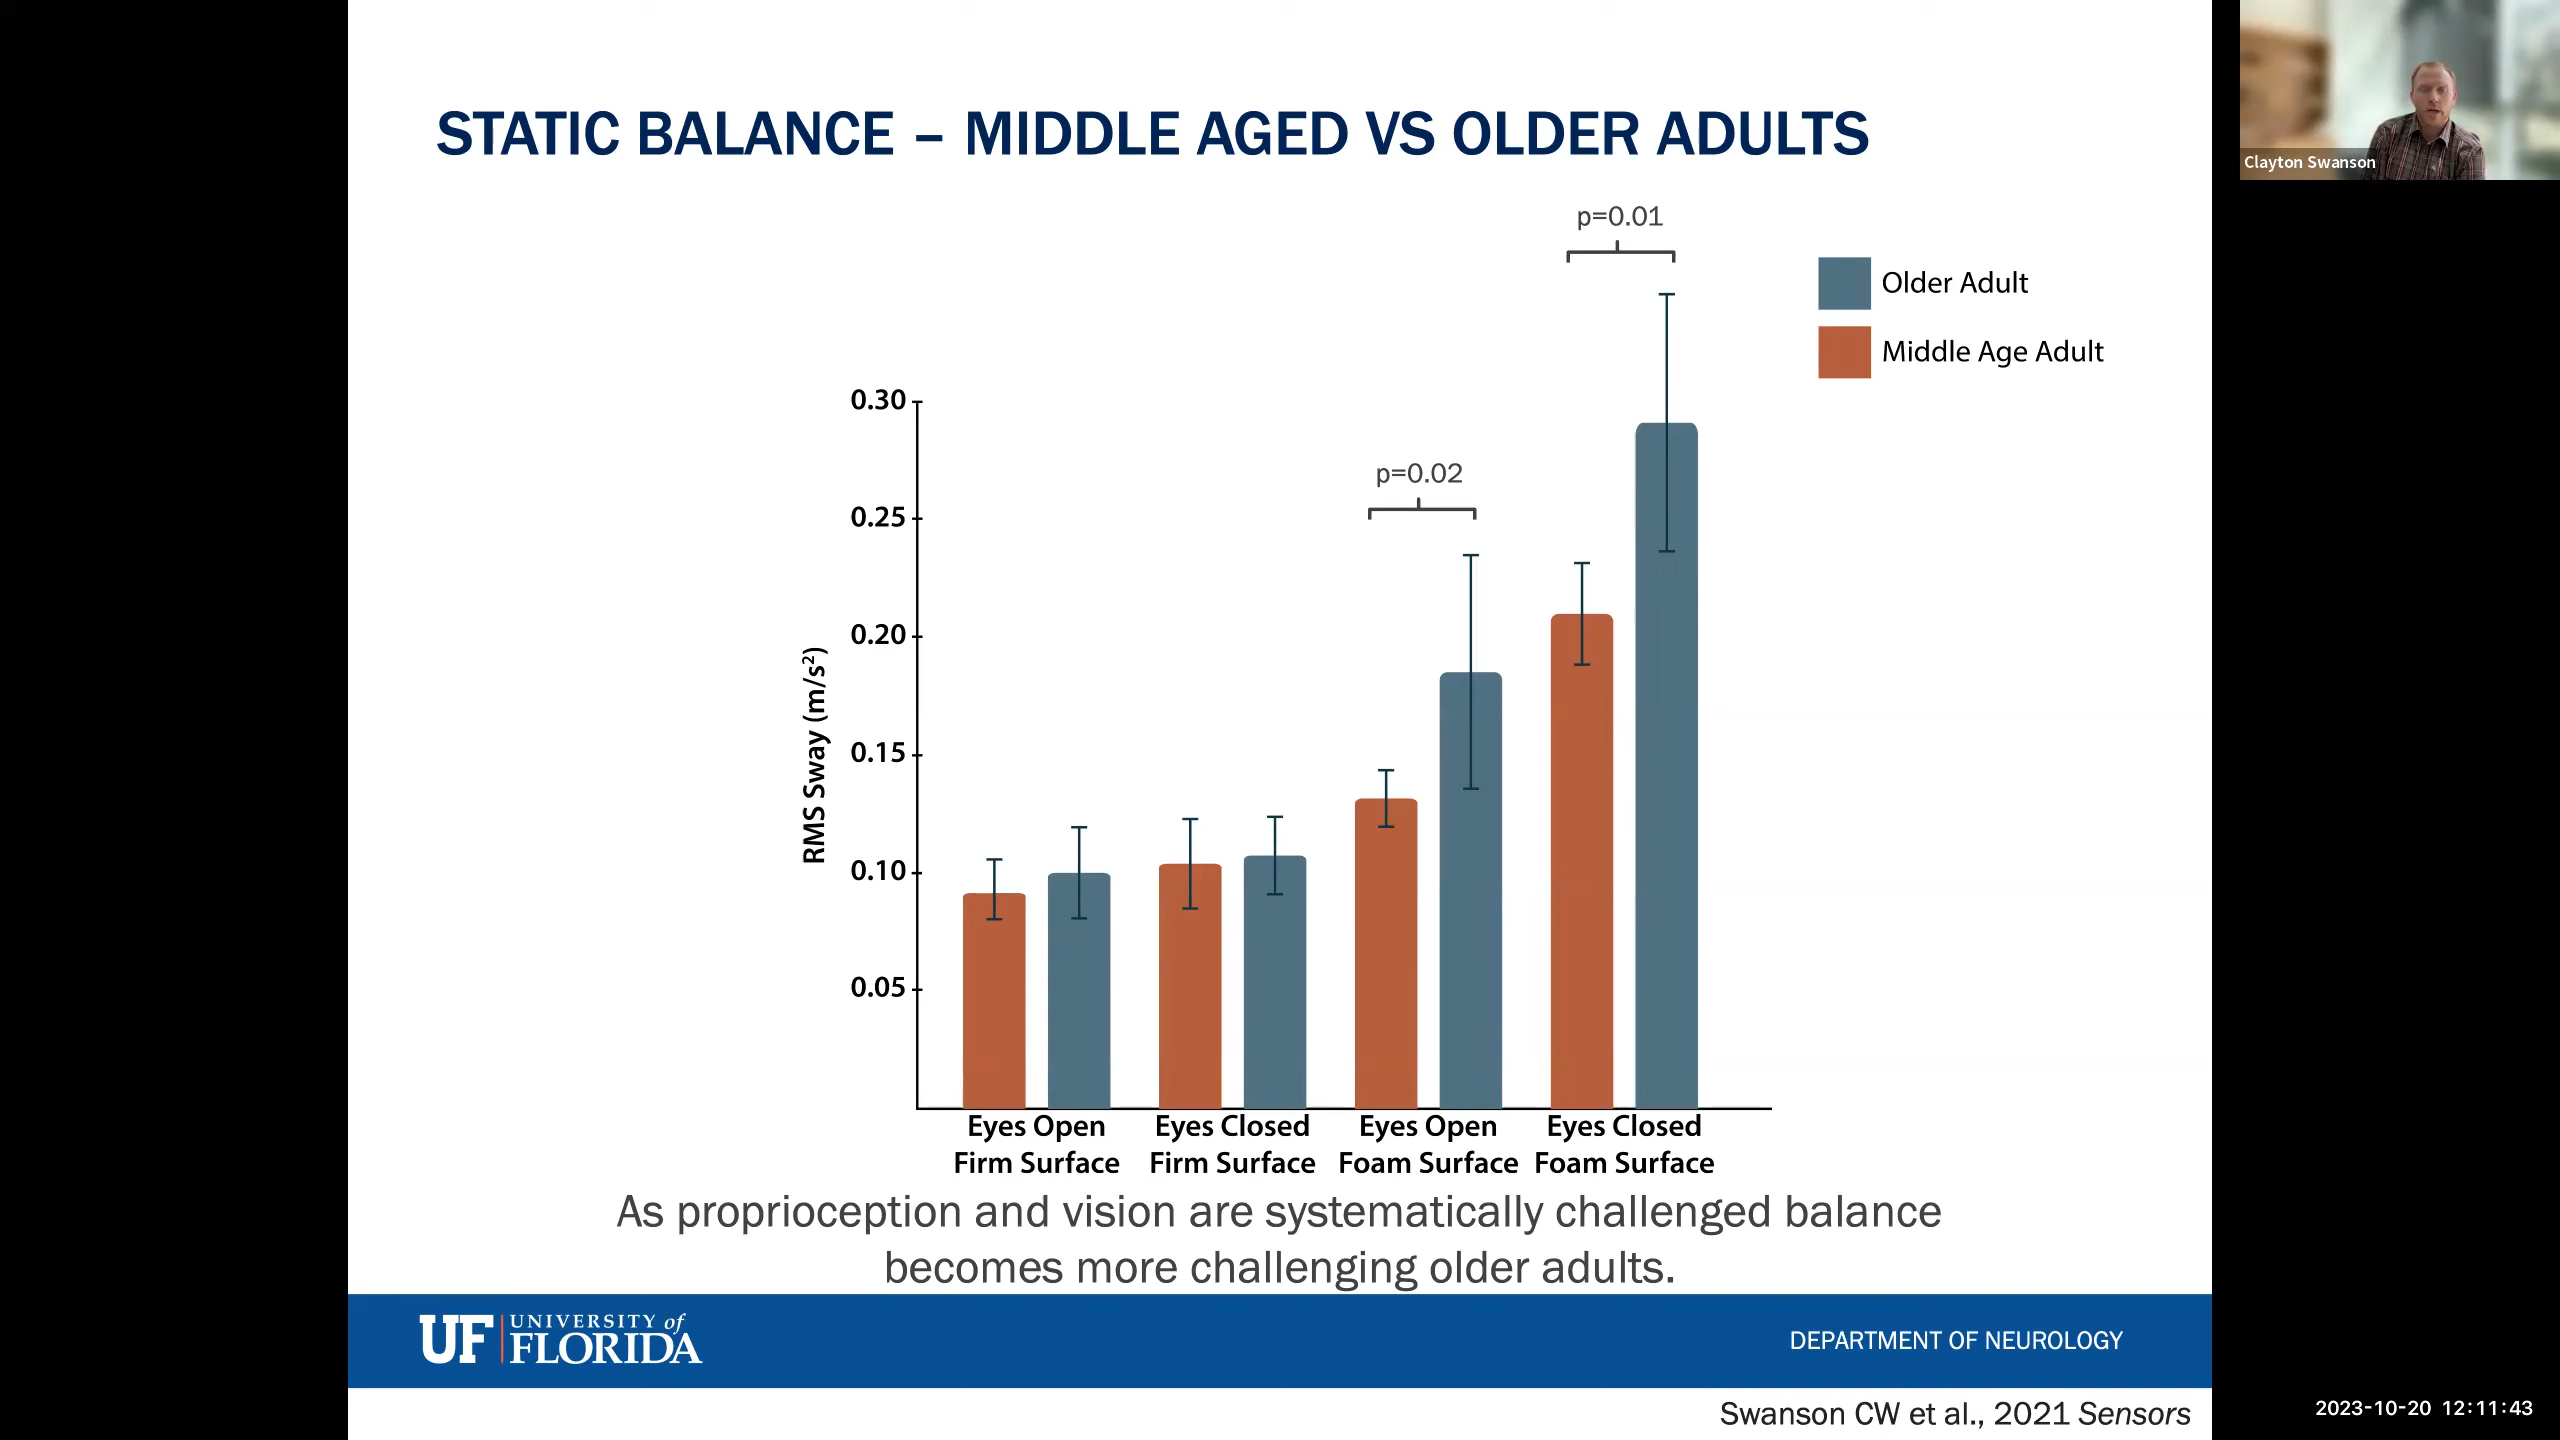 STATIC BALANCE – MIDDLE AGED VS OLDER ADULTS
Clayton Swanson
p=0.01
Older Adult
Middle Age Adult
p=0.02
0.30
0.25
0.20
0.15
0.10
0.05
RMS Sway (m/s²)
Eyes Open
Firm Surface
Eyes Closed
Firm Surface
Eyes Open
Foam Surface
Eyes Closed
Foam Surface
As proprioception and vision are systematically challenged balance
becomes more challenging older adults.
UF UNIVERSITY of
FLORIDA
DEPARTMENT OF NEUROLOGY
Swanson CW et al., 2021 Sensors
2023-10-20 12:11:43